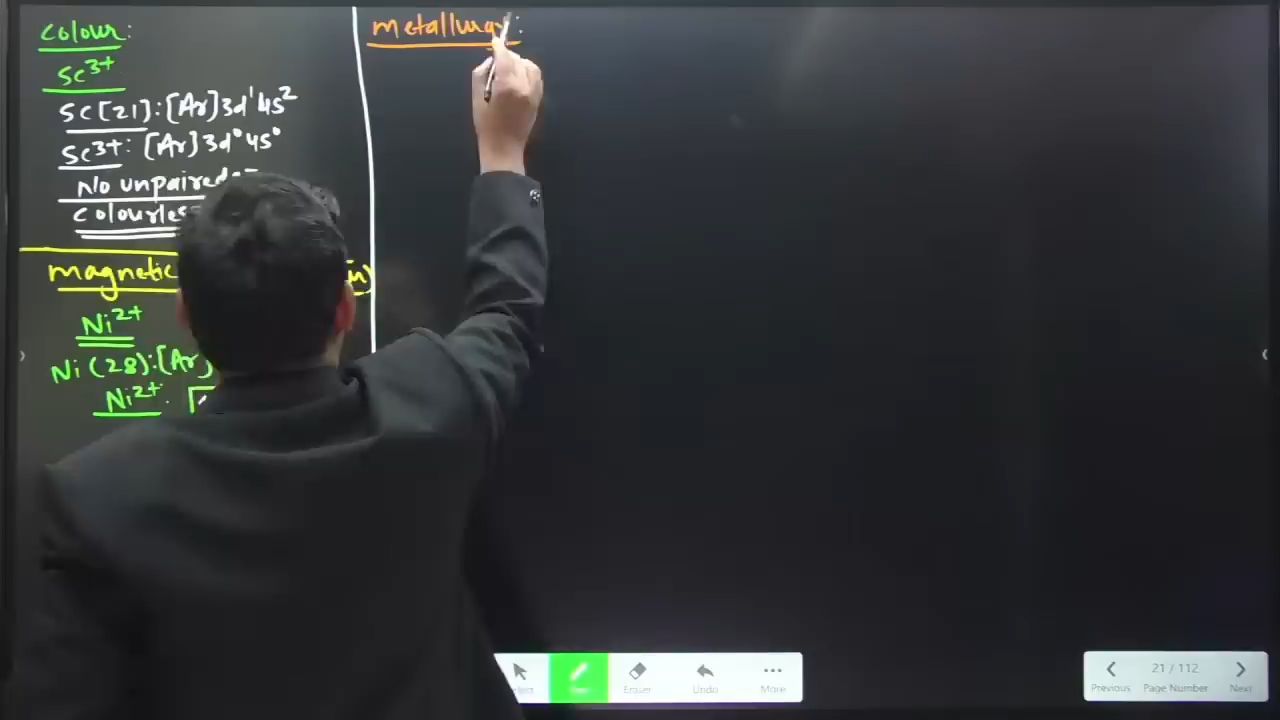 colour:
Sc³⁺
SC[21]:[Ar]3d¹4s²
Sc³⁺: [Ar]3d⁰4s⁰
No unpaired e⁻
colourles
magnetic
Ni²⁺
Ni(28):[Ar]
Ni²⁺:
metallurgy:
Eraser
Undo
More
21 / 112
Previous
Page Number
Next